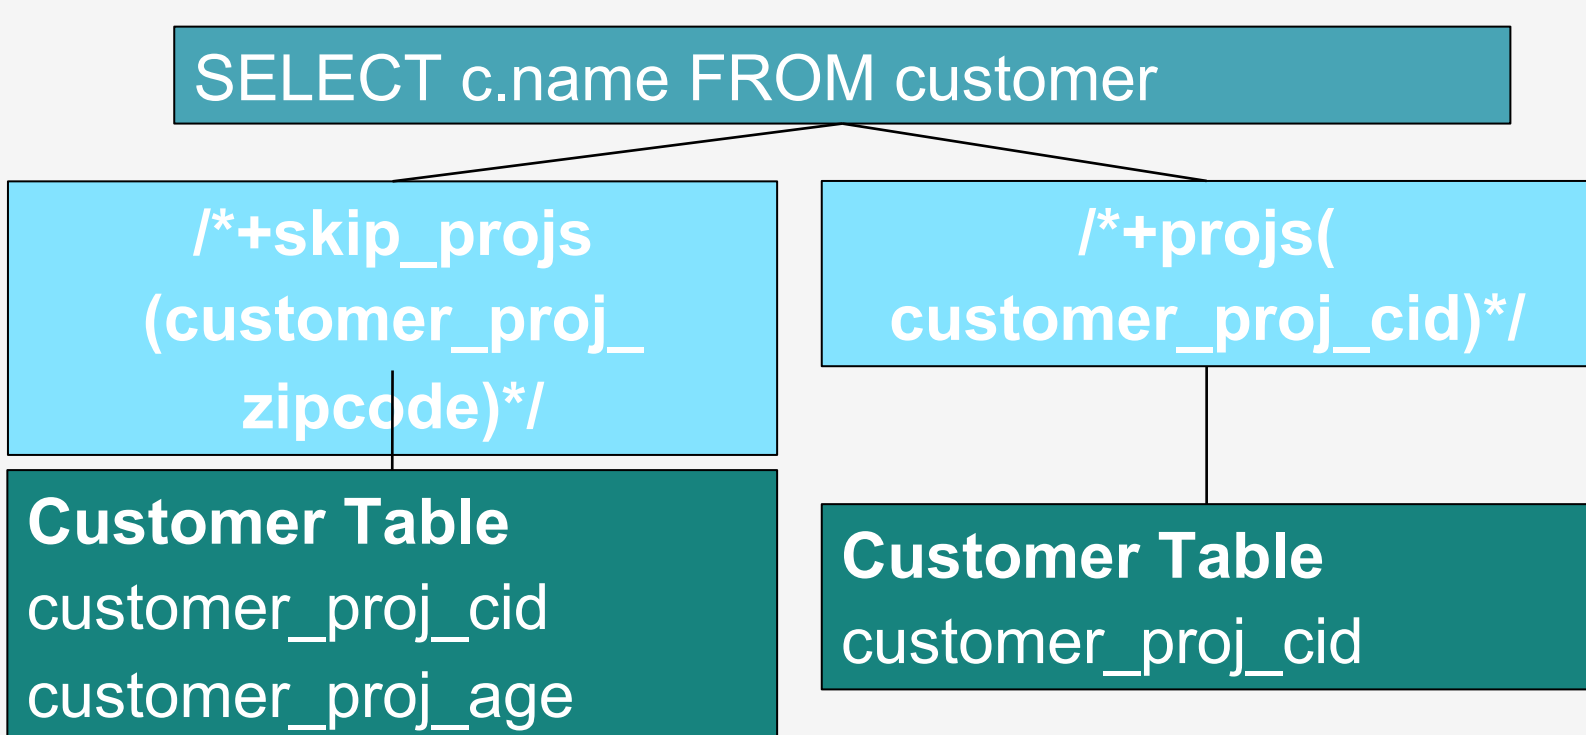 SELECT c.name FROM customer
/*+skip_projs
(customer_proj_
zipcode)*/
/*+projs(
customer_proj_cid)*/
Customer Table
customer_proj_cid
customer_proj_age
Customer Table
customer_proj_cid